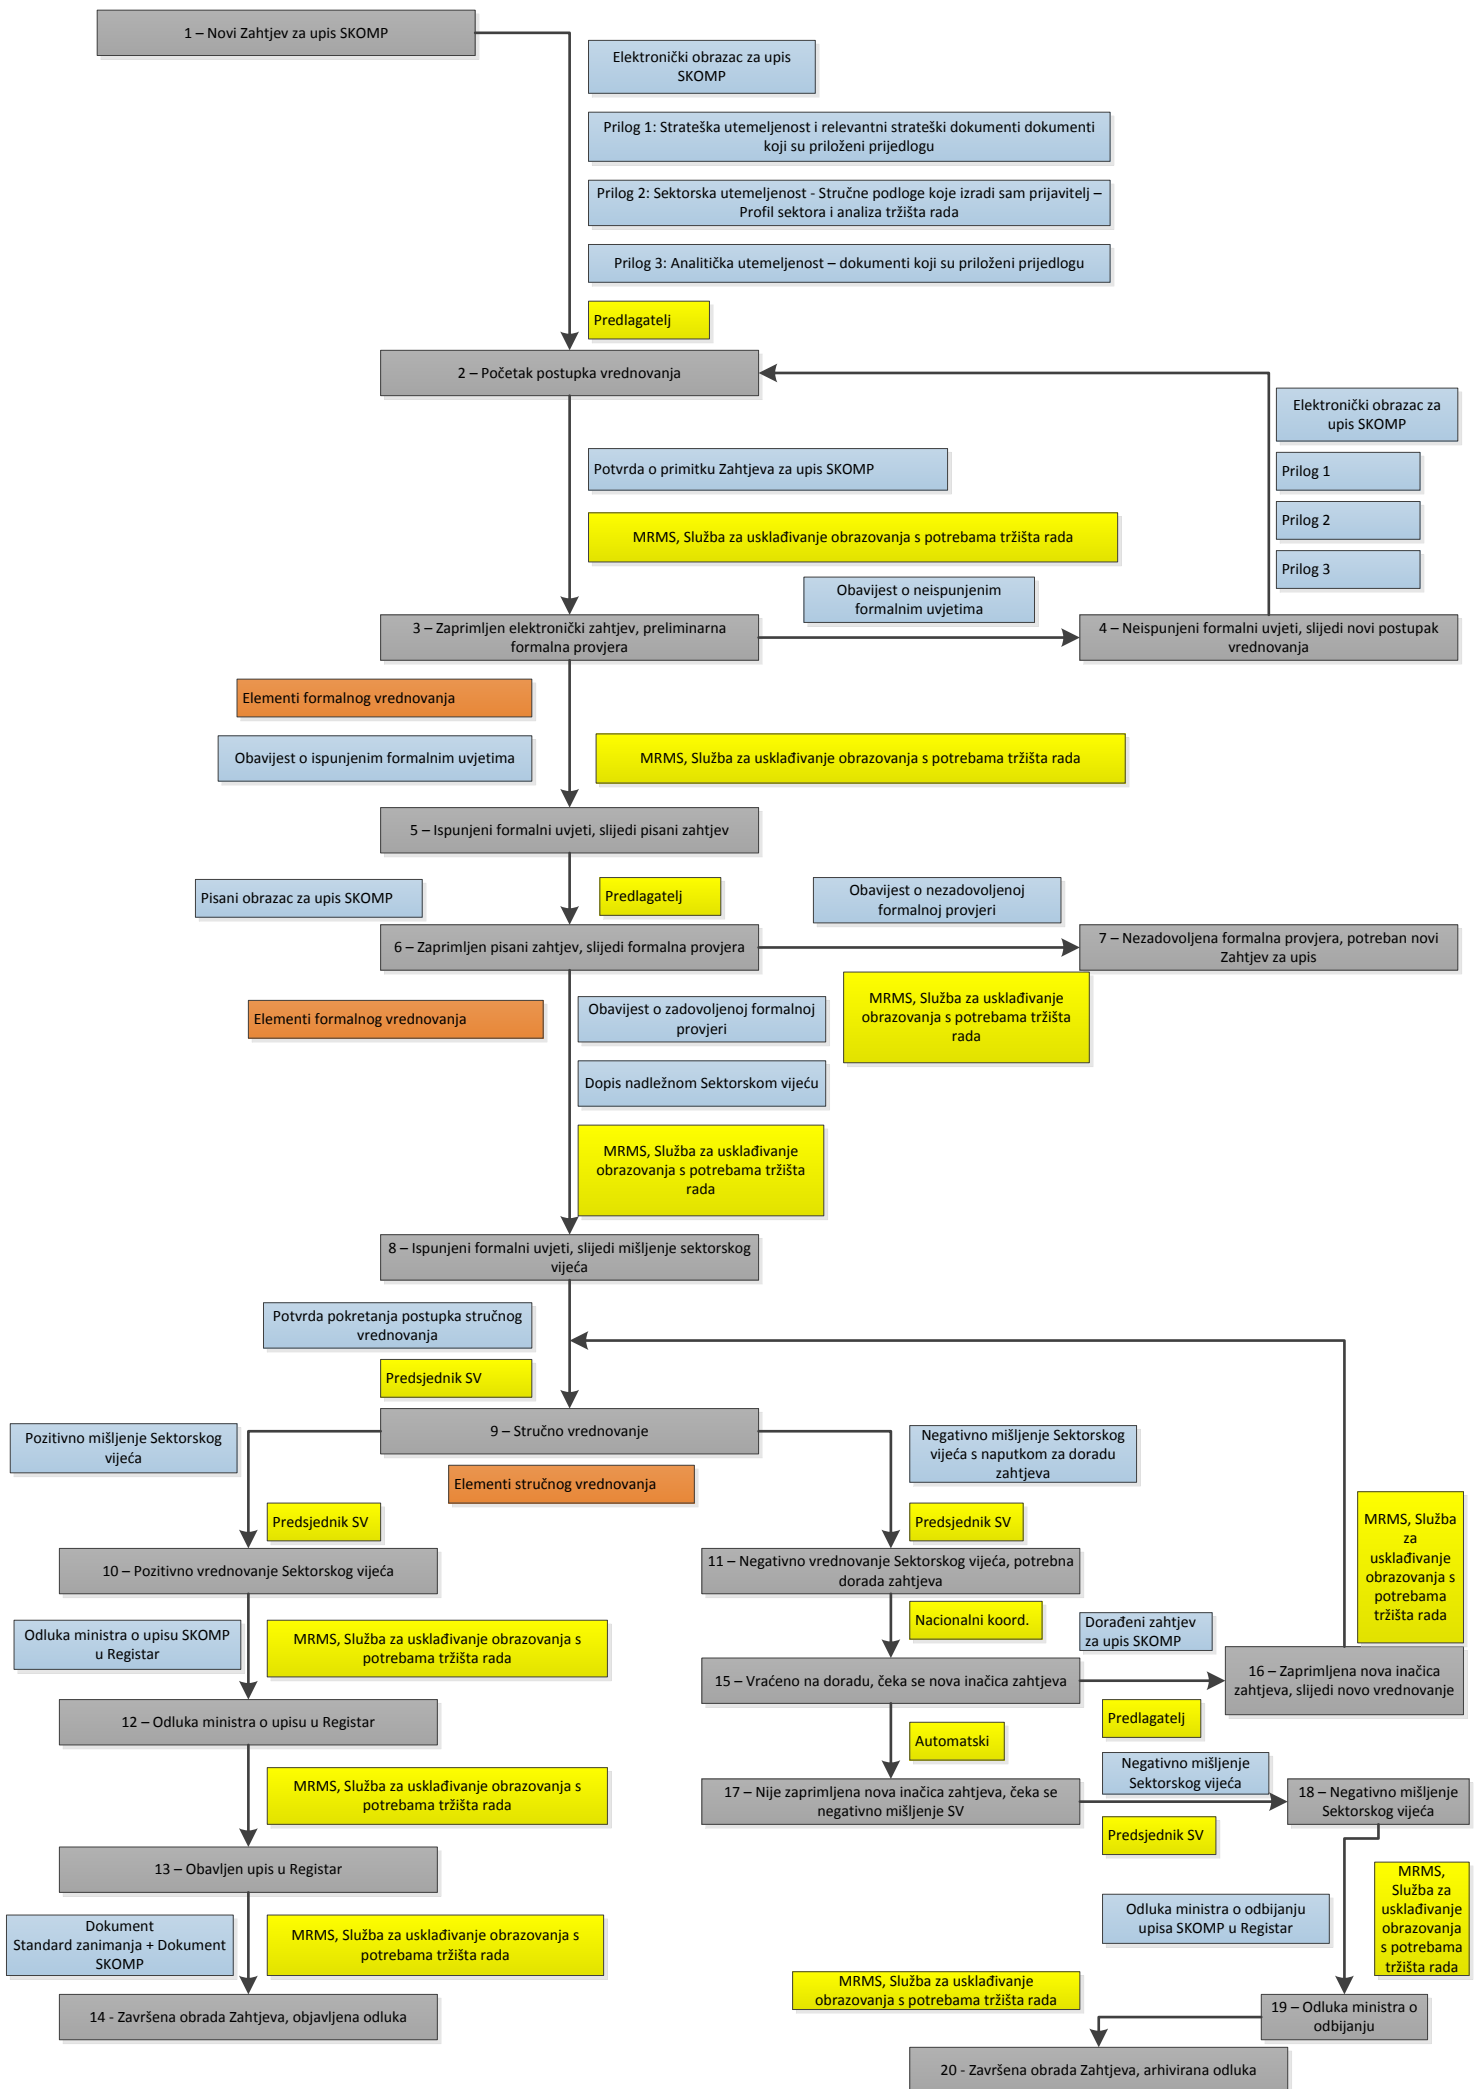 1 – Novi Zahtjev za upis SKOMP
Elektronički obrazac za upis
SKOMP
Prilog 1: Strateška utemeljenost i relevantni strateški dokumenti dokumenti
koji su priloženi prijedlogu
Prilog 2: Sektorska utemeljenost - Stručne podloge koje izradi sam prijavitelj –
Profil sektora i analiza tržišta rada
Prilog 3: Analitička utemeljenost – dokumenti koji su priloženi prijedlogu
Predlagatelj
2 – Početak postupka vrednovanja
Elektronički obrazac za
upis SKOMP
Prilog 1
Prilog 2
Prilog 3
Potvrda o primitku Zahtjeva za upis SKOMP
MRMS, Služba za usklađivanje obrazovanja s potrebama tržišta rada
Obavijest o neispunjenim
formalnim uvjetima
3 – Zaprimljen elektronički zahtjev, preliminarna
formalna provjera
4 – Neispunjeni formalni uvjeti, slijedi novi postupak
vrednovanja
Elementi formalnog vrednovanja
Obavijest o ispunjenim formalnim uvjetima
MRMS, Služba za usklađivanje obrazovanja s potrebama tržišta rada
5 – Ispunjeni formalni uvjeti, slijedi pisani zahtjev
Pisani obrazac za upis SKOMP
Predlagatelj
Obavijest o nezadovoljenoj
formalnoj provjeri
6 – Zaprimljen pisani zahtjev, slijedi formalna provjera
7 – Nezadovoljena formalna provjera, potreban novi
Zahtjev za upis
Elementi formalnog vrednovanja
Obavijest o zadovoljenoj formalnoj
provjeri
MRMS, Služba za usklađivanje
obrazovanja s potrebama tržišta
rada
Dopis nadležnom Sektorskom vijeću
MRMS, Služba za usklađivanje
obrazovanja s potrebama tržišta
rada
8 – Ispunjeni formalni uvjeti, slijedi mišljenje sektorskog
vijeća
Potvrda pokretanja postupka stručnog
vrednovanja
Predsjednik SV
9 – Stručno vrednovanje
Pozitivno mišljenje Sektorskog
vijeća
Negativno mišljenje Sektorskog
vijeća s naputkom za doradu
zahtjeva
Elementi stručnog vrednovanja
Predsjednik SV
Predsjednik SV
MRMS, Služba
za
usklađivanje
obrazovanja s
potrebama
tržišta rada
10 – Pozitivno vrednovanje Sektorskog vijeća
11 – Negativno vrednovanje Sektorskog vijeća, potrebna
dorada zahtjeva
Odluka ministra o upisu SKOMP
u Registar
MRMS, Služba za usklađivanje obrazovanja s
potrebama tržišta rada
Nacionalni koord.
Dorađeni zahtjev
za upis SKOMP
15 – Vraćeno na doradu, čeka se nova inačica zahtjeva
16 – Zaprimljena nova inačica
zahtjeva, slijedi novo vrednovanje
12 – Odluka ministra o upisu u Registar
Predlagatelj
Automatski
MRMS, Služba za usklađivanje obrazovanja s
potrebama tržišta rada
Negativno mišljenje
Sektorskog vijeća
17 – Nije zaprimljena nova inačica zahtjeva, čeka se
negativno mišljenje SV
18 – Negativno mišljenje
Sektorskog vijeća
Predsjednik SV
13 – Obavljen upis u Registar
MRMS,
Služba za
usklađivanje
obrazovanja
s potrebama
tržišta rada
Odluka ministra o odbijanju
upisa SKOMP u Registar
Dokument
Standard zanimanja + Dokument
SKOMP
MRMS, Služba za usklađivanje obrazovanja s
potrebama tržišta rada
MRMS, Služba za usklađivanje
obrazovanja s potrebama tržišta rada
14 - Završena obrada Zahtjeva, objavljena odluka
19 – Odluka ministra o
odbijanju
20 - Završena obrada Zahtjeva, arhivirana odluka